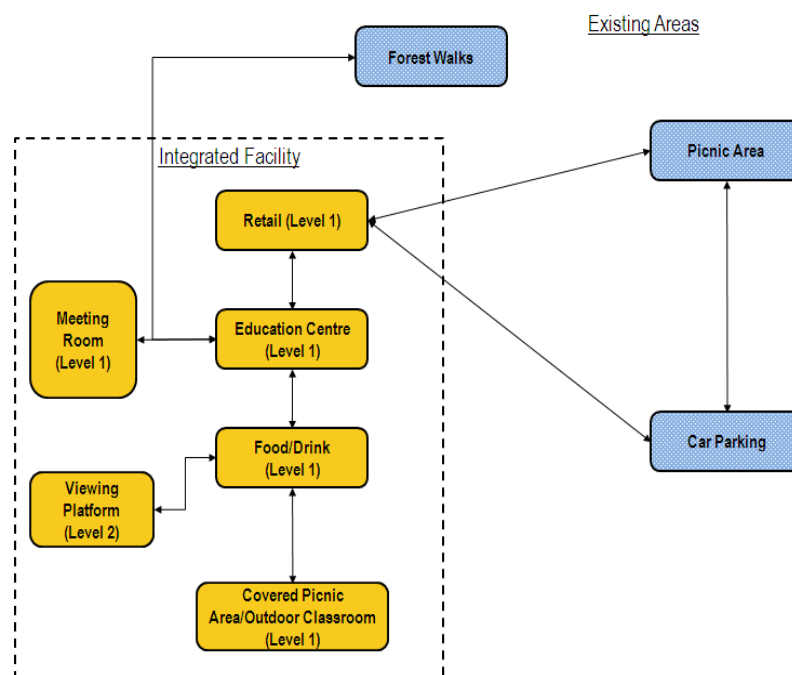 Existing Areas
Forest Walks
Integrated Facility
Picnic Area
Retail (Level 1)
Meeting
Room
(Level 1)
Education Centre
(Level 1)
Food/Drink
(Level 1)
Car Parking
Viewing
Platform
(Level 2)
Covered Picnic
Area/Outdoor Classroom
(Level 1)